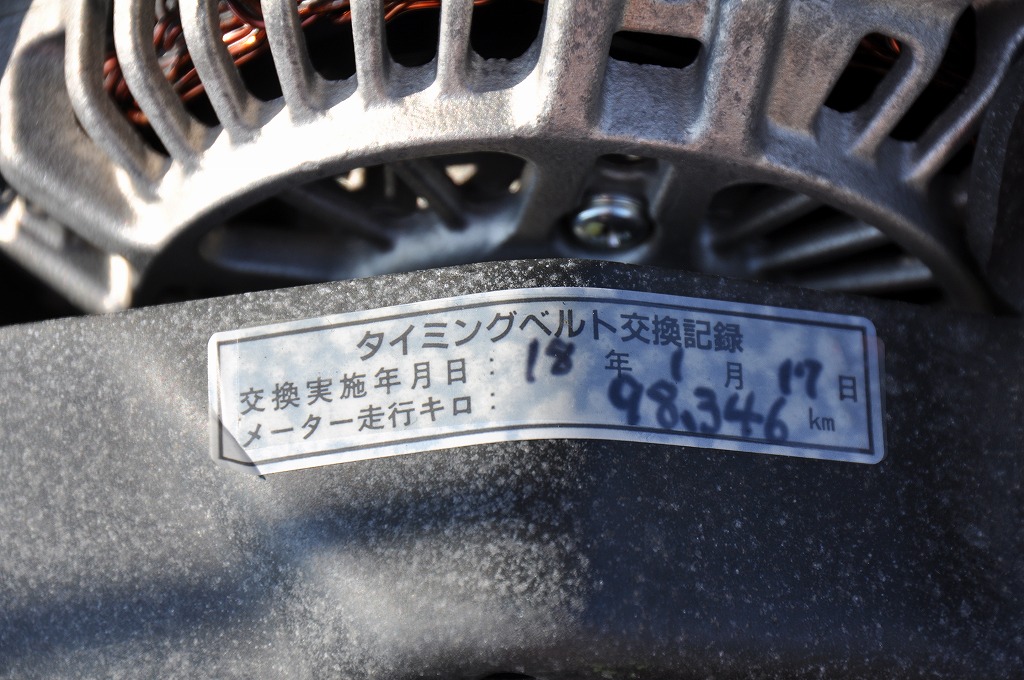 タイミングベルト交換記録
交換実施年月日: 18 年 1 月 17 日
メーター走行キロ: 98,346 km